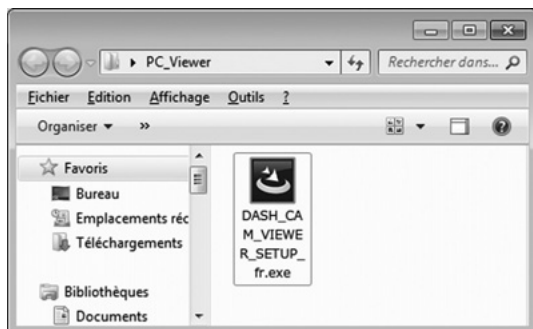 PC_Viewer
Rechercher dans...
Fichier Edition Affichage Outils ?
Organiser »
Favoris
Bureau
Emplacements réc
Téléchargements
Bibliothèques
Documents
DASH_CA
M_VIEWE
R_SETUP_
fr.exe